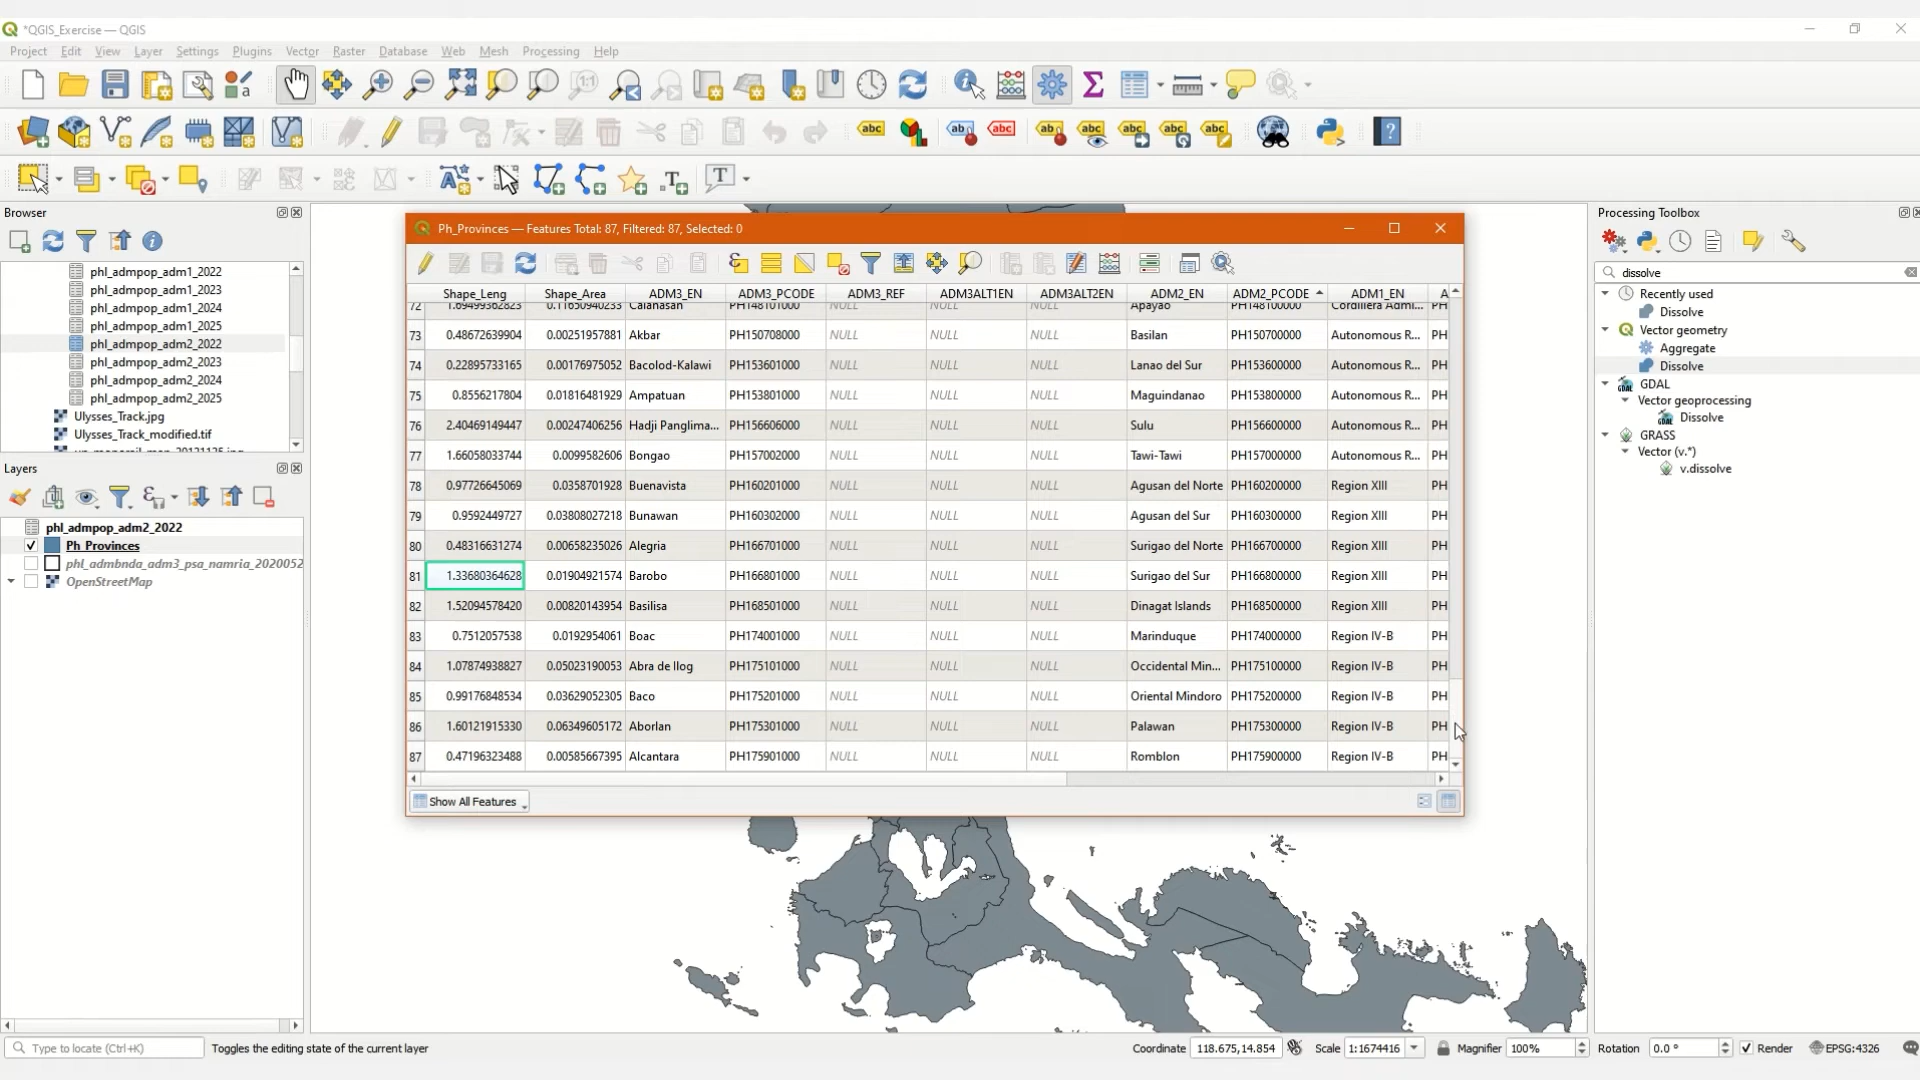 *QGIS_Exercise — QGIS
Project Edit View Layer Settings Plugins Vector Raster Database Web Mesh Processing Help
Browser
phl_admpop_adm1_2022
phl_admpop_adm1_2023
phl_admpop_adm1_2024
phl_admpop_adm1_2025
phl_admpop_adm2_2022
phl_admpop_adm2_2023
phl_admpop_adm2_2024
phl_admpop_adm2_2025
Ulysses_Track.jpg
Ulysses_Track_modified.tif
Layers
phl_admpop_adm2_2022
Ph_Provinces
phl_admbnda_adm3_psa_namria_2020052
OpenStreetMap
Ph_Provinces — Features Total: 87, Filtered: 87, Selected: 0
Shape_Leng Shape_Area ADM3_EN ADM3_PCODE ADM3_REF ADM3ALT1EN ADM3ALT2EN ADM2_EN ADM2_PCODE ADM1_EN A
72 1.69499362823 0.11650940233 Calanasan PH148101000 NULL NULL NULL Apayao PH148100000 Cordillera Admi... PH
73 0.48672639904 0.00251957881 Akbar PH150708000 NULL NULL NULL Basilan PH150700000 Autonomous R... PH
74 0.22895733165 0.00176975052 Bacolod-Kalawi PH153601000 NULL NULL NULL Lanao del Sur PH153600000 Autonomous R... PH
75 0.8556217804 0.01816481929 Ampatuan PH153801000 NULL NULL NULL Maguindanao PH153800000 Autonomous R... PH
76 2.40469149447 0.00247406256 Hadji Panglima... PH156606000 NULL NULL NULL Sulu PH156600000 Autonomous R... PH
77 1.66058033744 0.0099582606 Bongao PH157002000 NULL NULL NULL Tawi-Tawi PH157000000 Autonomous R... PH
78 0.97726645069 0.0358701928 Buenavista PH160201000 NULL NULL NULL Agusan del Norte PH160200000 Region XIII PH
79 0.9592449727 0.03808027218 Bunawan PH160302000 NULL NULL NULL Agusan del Sur PH160300000 Region XIII PH
80 0.48316631274 0.00658235026 Alegria PH166701000 NULL NULL NULL Surigao del Norte PH166700000 Region XIII PH
81 1.33680364628 0.01904921574 Barobo PH166801000 NULL NULL NULL Surigao del Sur PH166800000 Region XIII PH
82 1.52094578420 0.00820143954 Basilisa PH168501000 NULL NULL NULL Dinagat Islands PH168500000 Region XIII PH
83 0.7512057538 0.0192954061 Boac PH174001000 NULL NULL NULL Marinduque PH174000000 Region IV-B PH
84 1.07874938827 0.05023190053 Abra de Ilog PH175101000 NULL NULL NULL Occidental Min... PH175100000 Region IV-B PH
85 0.99176848534 0.03629052305 Baco PH175201000 NULL NULL NULL Oriental Mindoro PH175200000 Region IV-B PH
86 1.60121915330 0.06349605172 Aborlan PH175301000 NULL NULL NULL Palawan PH175300000 Region IV-B PH
87 0.47196323488 0.00585667395 Alcantara PH175901000 NULL NULL NULL Romblon PH175900000 Region IV-B PH
Show All Features
Processing Toolbox
dissolve
Recently used
Dissolve
Vector geometry
Aggregate
Dissolve
GDAL
Vector geoprocessing
Dissolve
GRASS
Vector (v.*)
v.dissolve
Type to locate (Ctrl+K) Toggles the editing state of the current layer Coordinate 118.675,14.854 Scale 1:1674416 Magnifier 100% Rotation 0.0 ° Render EPSG:4326